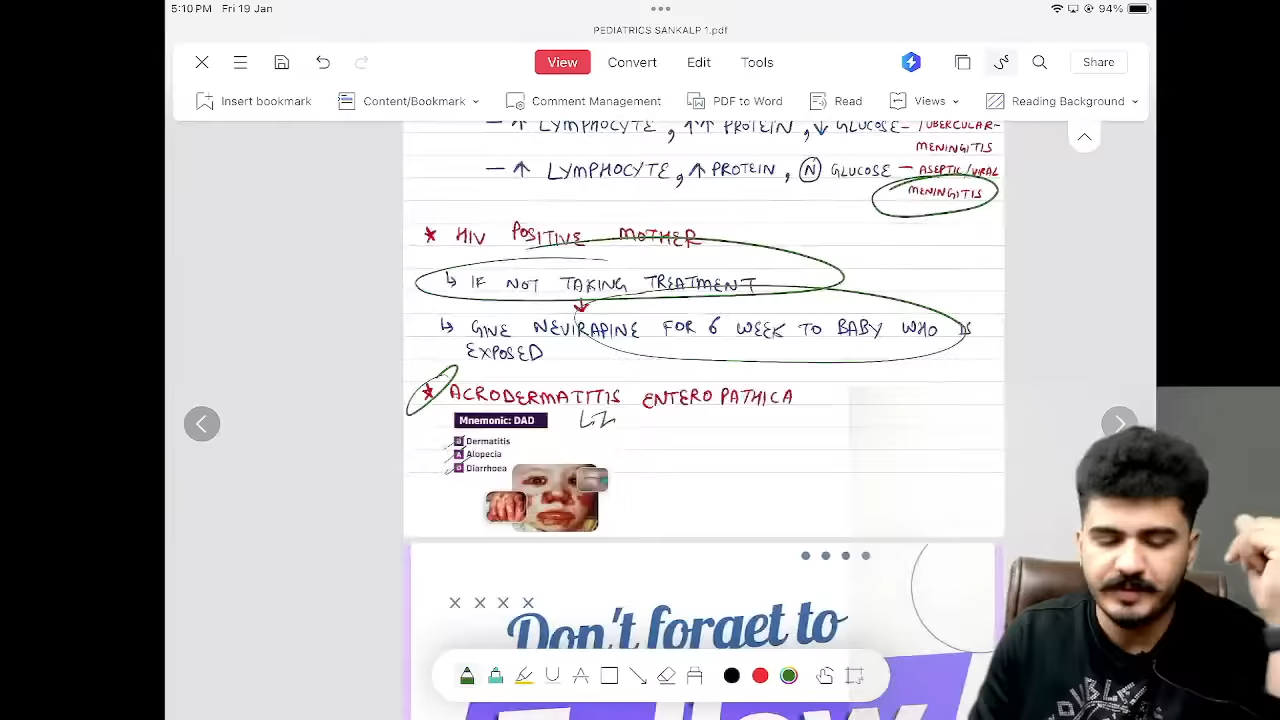 5:10 PM Fri 19 Jan
94%
PEDIATRICS SANKALP 1.pdf
View Convert Edit Tools Share
Insert bookmark Content/Bookmark Comment Management PDF to Word Read Views Reading Background
– ↑ LYMPHOCYTE, ↑↑ PROTEIN, ↓ GLUCOSE – TUBERCULAR-
MENINGITIS
– ↑ LYMPHOCYTE, ↑ PROTEIN, (N) GLUCOSE – ASEPTIC/VIRAL
MENINGITIS
* HIV POSITIVE MOTHER
↳ IF NOT TAKING TREATMENT
↓
↳ GIVE NEVIRAPINE FOR 6 WEEK TO BABY WHO IS
EXPOSED
* ACRODERMATITIS ENTEROPATHICA
Mnemonic: DAD
D Dermatitis
A Alopecia
D Diarrhoea
Don't forget to